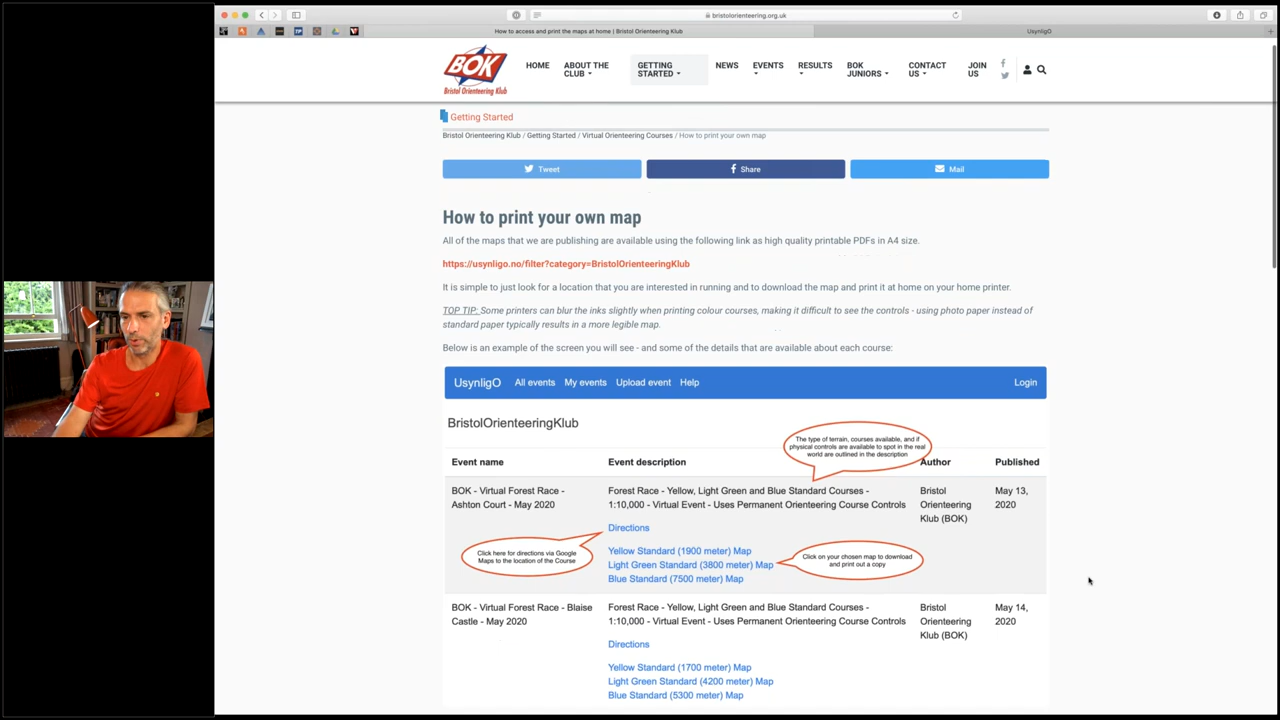 bristolorienteering.org.uk
How to access and print the maps at home | Bristol Orienteering Klub
UsynligO
BOK
Bristol Orienteering Klub
HOME
ABOUT THE
CLUB
GETTING
STARTED
NEWS
EVENTS
RESULTS
BOK
JUNIORS
CONTACT
US
JOIN
US
Getting Started
Bristol Orienteering Klub / Getting Started / Virtual Orienteering Courses / How to print your own map
Tweet
Share
Mail
How to print your own map
All of the maps that we are publishing are available using the following link as high quality printable PDFs in A4 size.
https://usynligo.no/filter?category=BristolOrienteeringKlub
It is simple to just look for a location that you are interested in running and to download the map and print it at home on your home printer.
TOP TIP: Some printers can blur the inks slightly when printing colour courses, making it difficult to see the controls - using photo paper instead of
standard paper typically results in a more legible map.
Below is an example of the screen you will see - and some of the details that are available about each course:
UsynligO All events My events Upload event Help Login
BristolOrienteeringKlub
The type of terrain, courses available, and if
physical controls are available to spot in the real
world are outlined in the description
Event name Event description Author Published
BOK - Virtual Forest Race -
Ashton Court - May 2020
Forest Race - Yellow, Light Green and Blue Standard Courses -
1:10,000 - Virtual Event - Uses Permanent Orienteering Course Controls
Bristol
Orienteering
Klub (BOK)
May 13,
2020
Directions
Click here for directions via Google
Maps to the location of the Course
Yellow Standard (1900 meter) Map
Light Green Standard (3800 meter) Map
Blue Standard (7500 meter) Map
Click on your chosen map to download
and print out a copy
BOK - Virtual Forest Race - Blaise
Castle - May 2020
Forest Race - Yellow, Light Green and Blue Standard Courses -
1:10,000 - Virtual Event - Uses Permanent Orienteering Course Controls
Bristol
Orienteering
Klub (BOK)
May 14,
2020
Directions
Yellow Standard (1700 meter) Map
Light Green Standard (4200 meter) Map
Blue Standard (5300 meter) Map